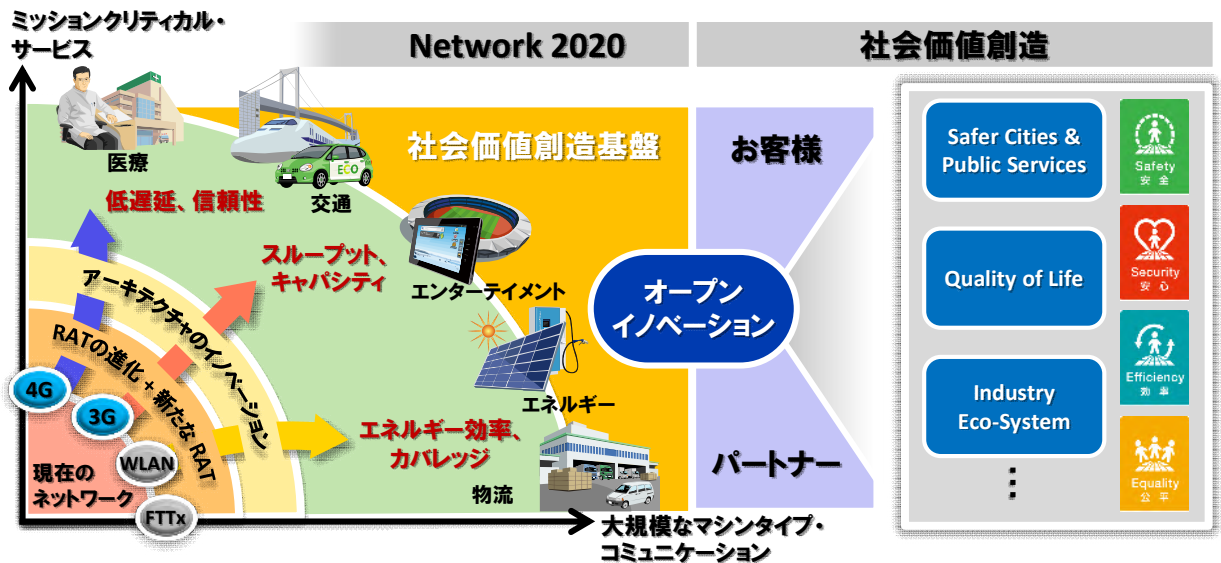 ミッションクリティカル・
サービス
Network 2020
社会価値創造
医療
ECO
交通
低遅延、信頼性
社会価値創造基盤
お客様
スループット、
キャパシティ
エンターテイメント
アーキテクチャのイノベーション
RATの進化 + 新たな RAT
オープン
イノベーション
エネルギー
4G
3G
WLAN
FTTx
現在の
ネットワーク
エネルギー効率、
カバレッジ
物流
パートナー
大規模なマシンタイプ・
コミュニケーション
Safer Cities &
Public Services
Safety
安全
Quality of Life
Security
安心
Industry
Eco-System
Efficiency
効率
Equality
公平